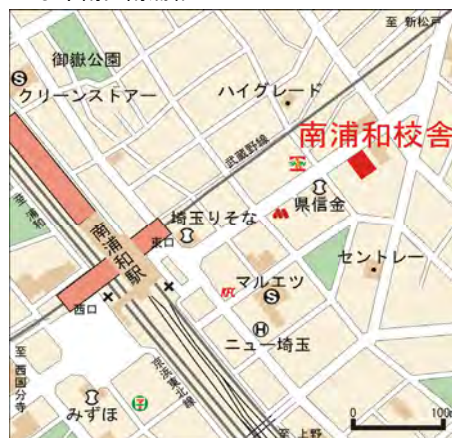 至 新松戸
御嶽公園
クリーンストアー
ハイグレード
武蔵野線
南浦和校舎
至 浦和
県信金
埼玉りそな
東口
南浦和駅
セントレー
マルエツ
KFC
西口
ニュー埼玉
至 西国分寺
京浜東北線
みずほ
至 上野
0
100